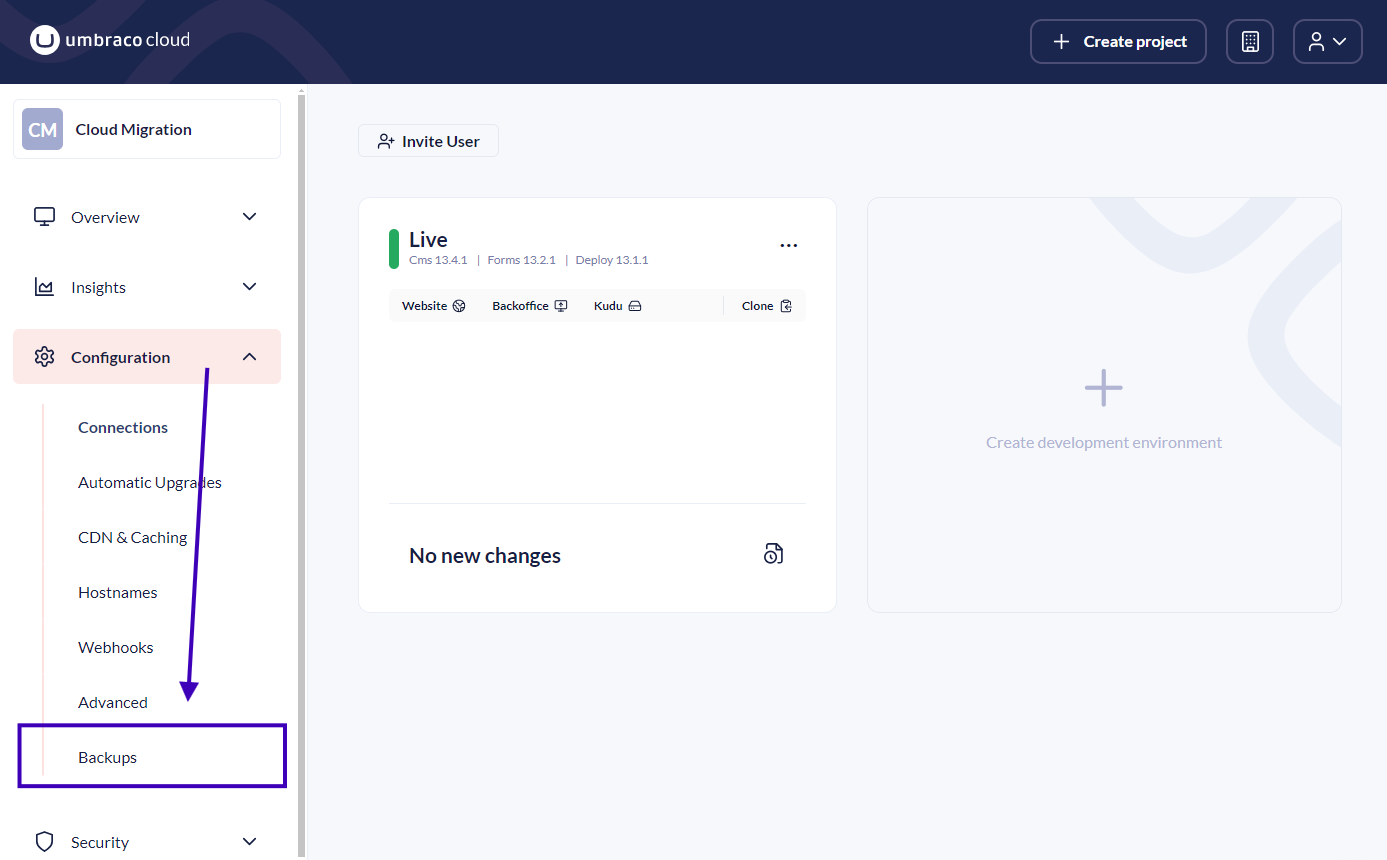 umbraco cloud
Create project
CM Cloud Migration
Overview
Insights
Configuration
Connections
Automatic Upgrades
CDN & Caching
Hostnames
Webhooks
Advanced
Backups
Security
Invite User
Live
Cms 13.4.1 | Forms 13.2.1 | Deploy 13.1.1
Website Backoffice Kudu Clone
No new changes
Create development environment